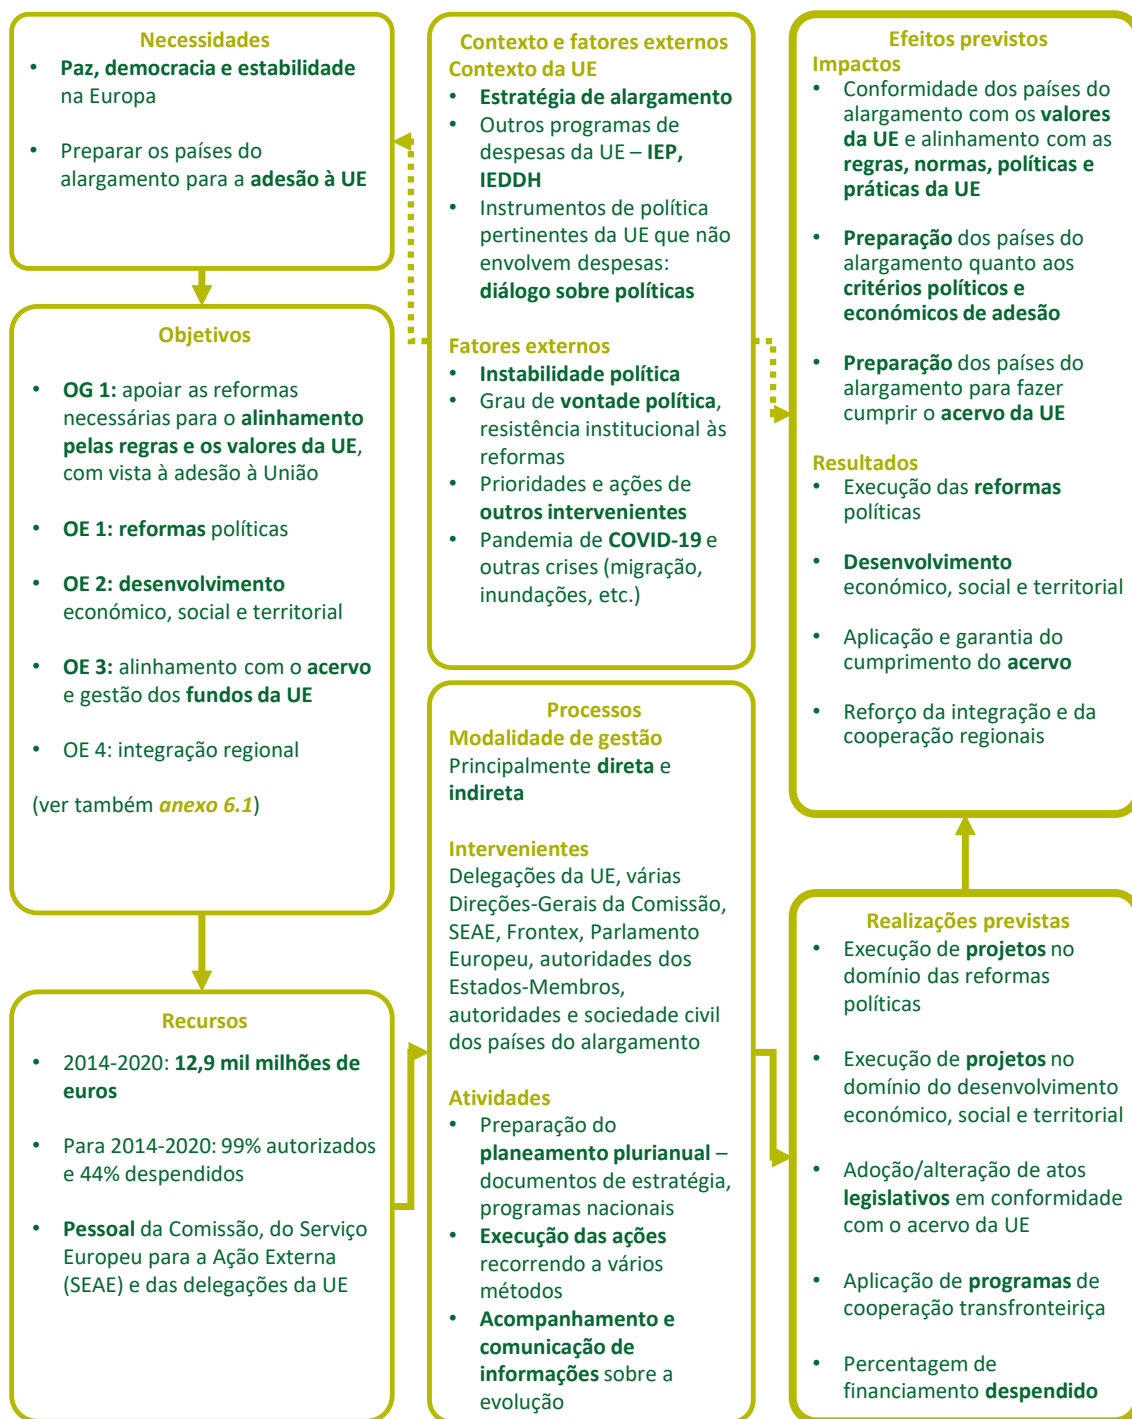 Necessidades
• Paz, democracia e estabilidade
na Europa
• Preparar os países do
alargamento para a adesão à UE
Objetivos
• OG 1: apoiar as reformas
necessárias para o alinhamento
pelas regras e os valores da UE,
com vista à adesão à União
• OE 1: reformas políticas
• OE 2: desenvolvimento
económico, social e territorial
• OE 3: alinhamento com o acervo
e gestão dos fundos da UE
• OE 4: integração regional
(ver também anexo 6.1)
Recursos
• 2014-2020: 12,9 mil milhões de
euros
• Para 2014-2020: 99% autorizados
e 44% despendidos
• Pessoal da Comissão, do Serviço
Europeu para a Ação Externa
(SEAE) e das delegações da UE
Contexto e fatores externos
Contexto da UE
• Estratégia de alargamento
• Outros programas de
despesas da UE – IEP,
IEDDH
• Instrumentos de política
pertinentes da UE que não
envolvem despesas:
diálogo sobre políticas
Fatores externos
• Instabilidade política
• Grau de vontade política,
resistência institucional às
reformas
• Prioridades e ações de
outros intervenientes
• Pandemia de COVID-19 e
outras crises (migração,
inundações, etc.)
Processos
Modalidade de gestão
Principalmente direta e
indireta
Intervenientes
Delegações da UE, várias
Direções-Gerais da Comissão,
SEAE, Frontex, Parlamento
Europeu, autoridades dos
Estados-Membros,
autoridades e sociedade civil
dos países do alargamento
Atividades
• Preparação do
planeamento plurianual –
documentos de estratégia,
programas nacionais
• Execução das ações
recorrendo a vários
métodos
• Acompanhamento e
comunicação de
informações sobre a
evolução
Efeitos previstos
Impactos
• Conformidade dos países do
alargamento com os valores
da UE e alinhamento com as
regras, normas, políticas e
práticas da UE
• Preparação dos países do
alargamento quanto aos
critérios políticos e
económicos de adesão
• Preparação dos países do
alargamento para fazer
cumprir o acervo da UE
Resultados
• Execução das reformas
políticas
• Desenvolvimento
económico, social e territorial
• Aplicação e garantia do
cumprimento do acervo
• Reforço da integração e da
cooperação regionais
Realizações previstas
• Execução de projetos no
domínio das reformas
políticas
• Execução de projetos no
domínio do desenvolvimento
económico, social e territorial
• Adoção/alteração de atos
legislativos em conformidade
com o acervo da UE
• Aplicação de programas de
cooperação transfronteiriça
• Percentagem de
financiamento despendido